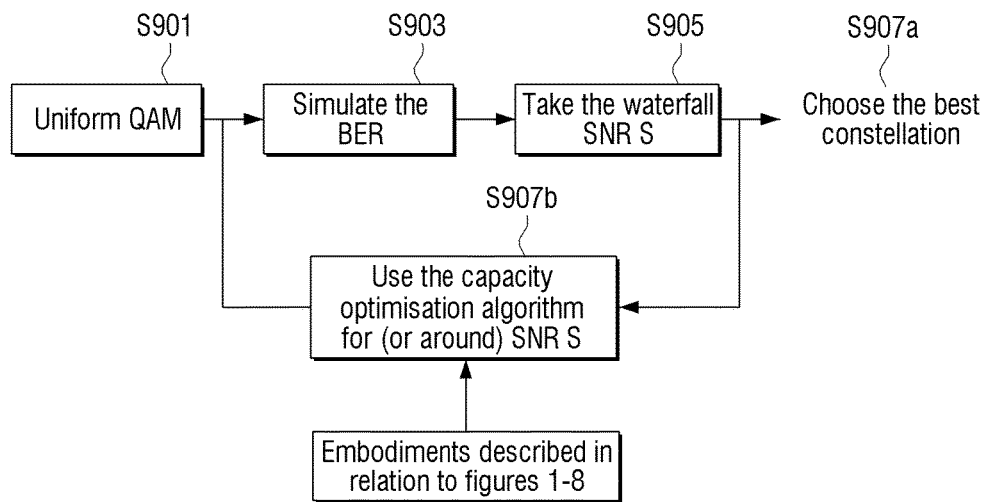 S901
S903
S905
S907a
Uniform QAM
Simulate the
BER
Take the waterfall
SNR S
Choose the best
constellation
S907b
Use the capacity
optimisation algorithm
for (or around) SNR S
Embodiments described in
relation to figures 1-8